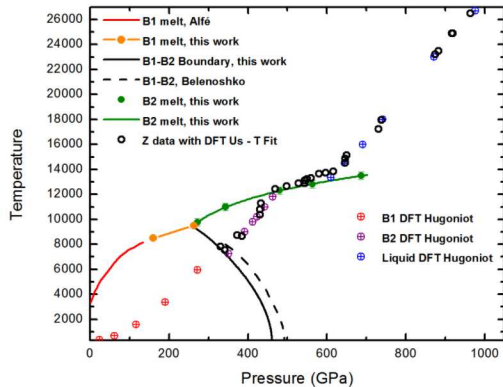 B1 melt, Alfé
B1 melt, this work
B1-B2 Boundary, this work
B1-B2, Belenoshko
B2 melt, this work
B2 melt, this work
Z data with DFT Us - T Fit
B1 DFT Hugoniot
B2 DFT Hugoniot
Liquid DFT Hugoniot
Temperature
26000
24000
22000
20000
18000
16000
14000
12000
10000
8000
6000
4000
2000
0 200 400 600 800 1000
Pressure (GPa)